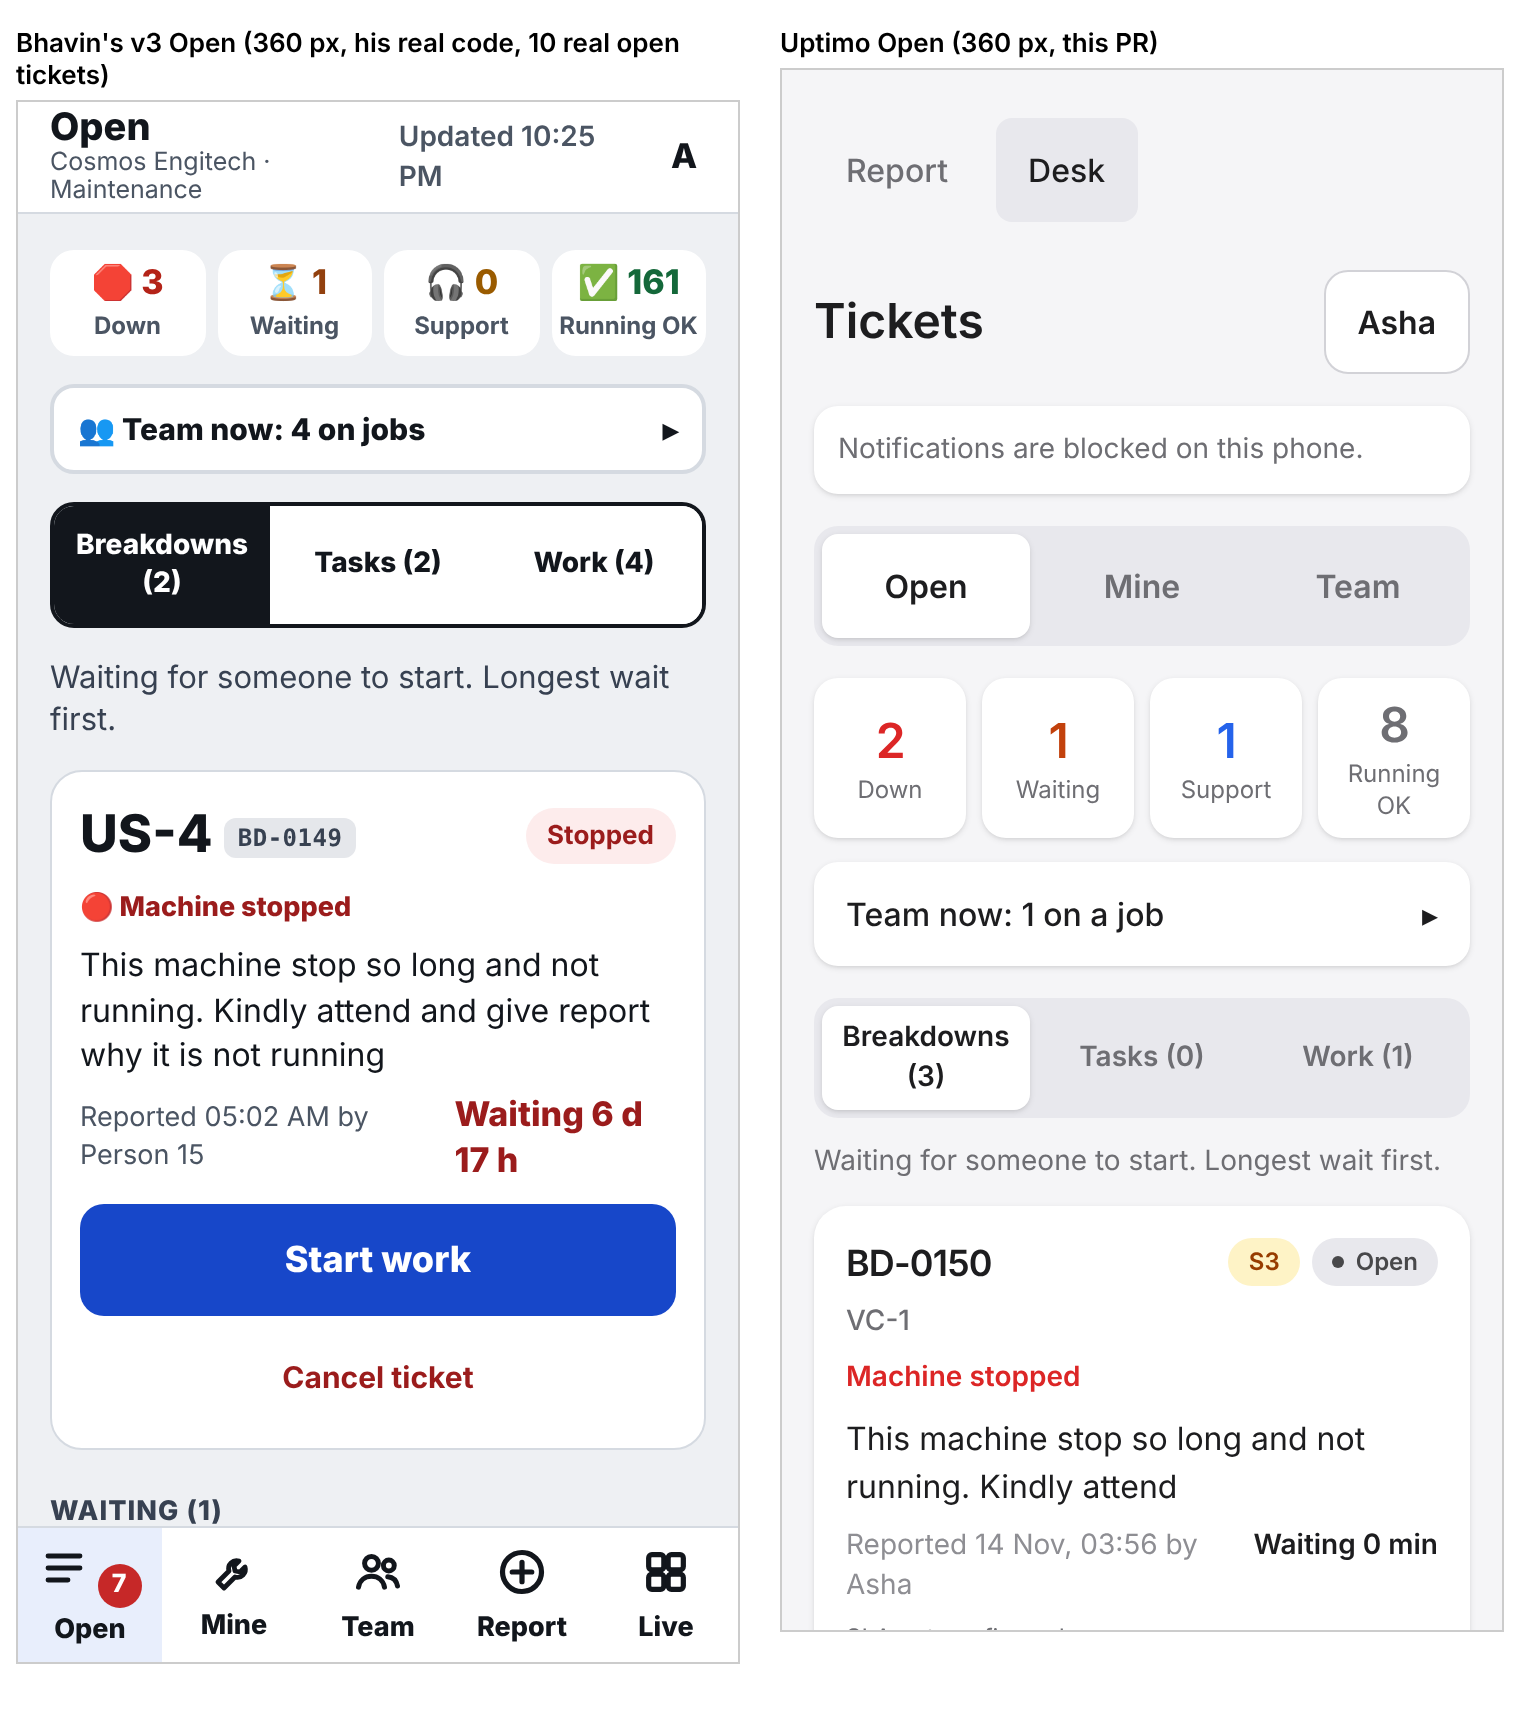 Bhavin's v3 Open (360 px, his real code, 10 real open
tickets)
Open
Cosmos Engitech ·
Maintenance
Updated 10:25
PM
A
3
Down
1
Waiting
0
Support
161
Running OK
Team now: 4 on jobs
Breakdowns
(2)
Tasks (2)
Work (4)
Waiting for someone to start. Longest wait
first.
US-4
BD-0149
Stopped
Machine stopped
This machine stop so long and not
running. Kindly attend and give report
why it is not running
Reported 05:02 AM by
Person 15
Waiting 6 d
17 h
Start work
Cancel ticket
WAITING (1)
7
Open
Mine
Team
Report
Live
Uptimo Open (360 px, this PR)
Report
Desk
Tickets
Asha
Notifications are blocked on this phone.
Open
Mine
Team
2
Down
1
Waiting
1
Support
8
Running
OK
Team now: 1 on a job
Breakdowns
(3)
Tasks (0)
Work (1)
Waiting for someone to start. Longest wait first.
BD-0150
S3
Open
VC-1
Machine stopped
This machine stop so long and not
running. Kindly attend
Reported 14 Nov, 03:56 by
Asha
Waiting 0 min